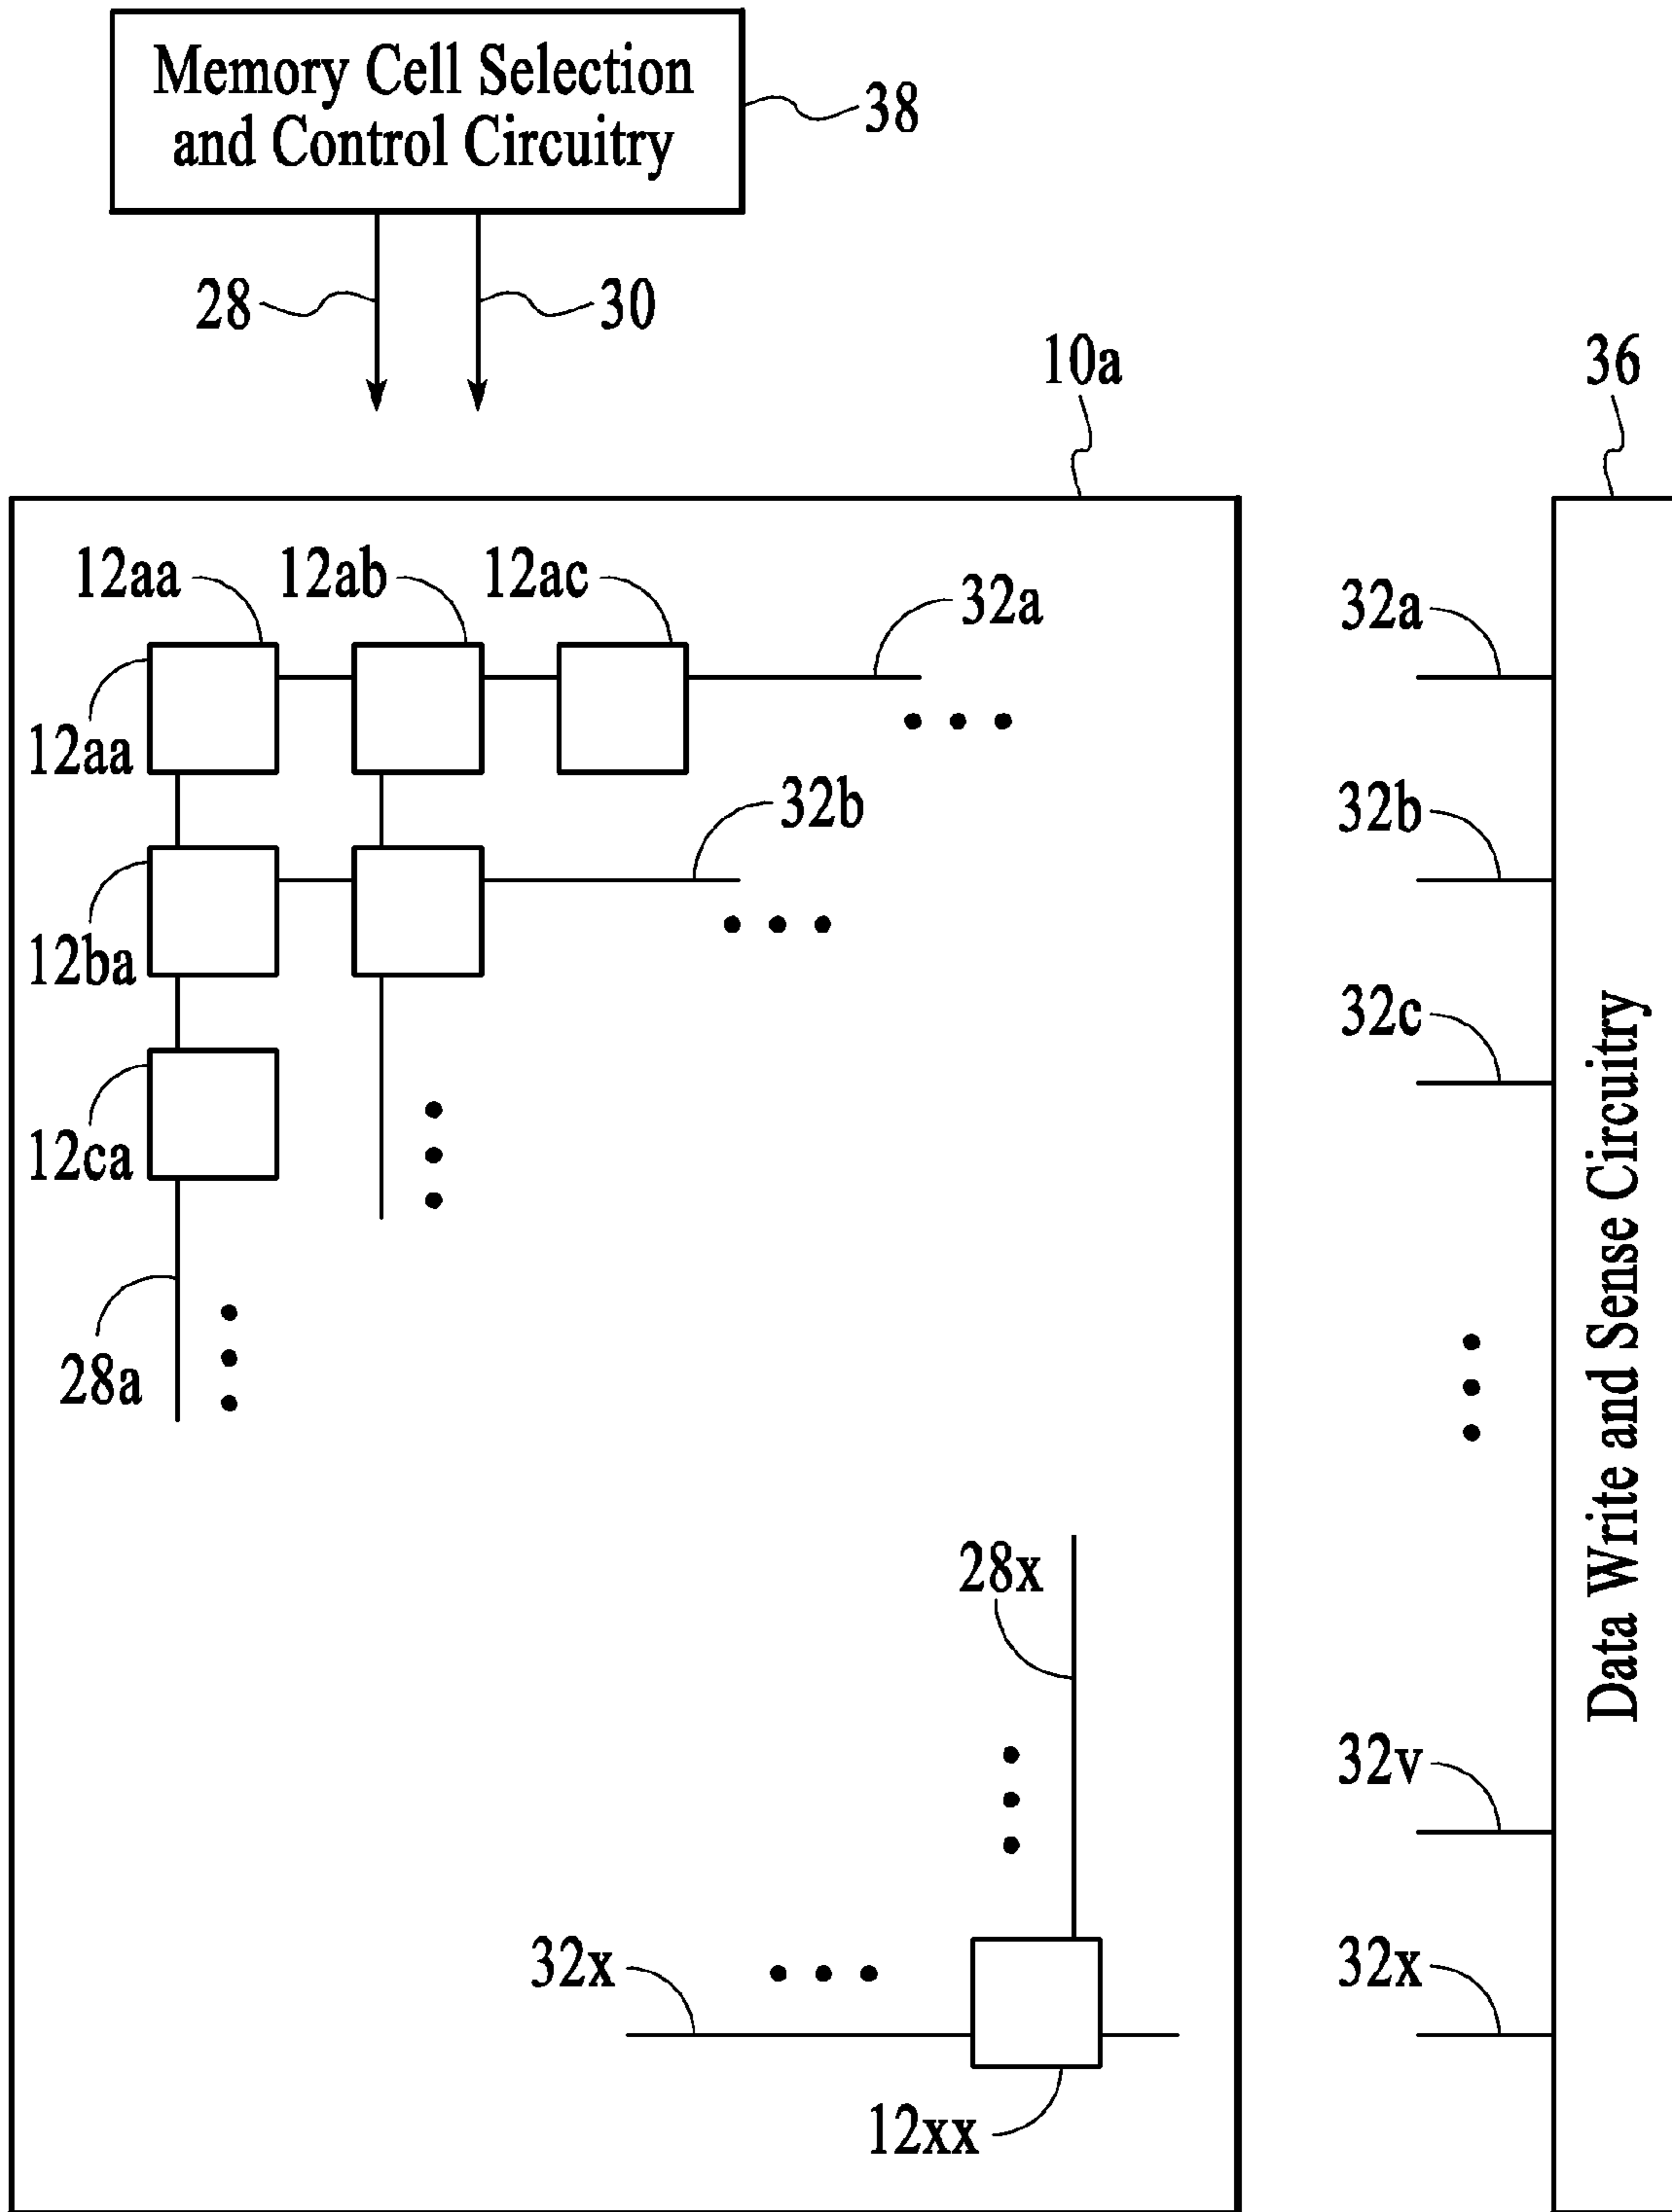 Memory Cell Selection
and Control Circuitry
38
28
30
10a
36
12aa
12ab
12ac
32a
32a
12aa
32b
32b
12ba
32c
12ca
28a
Data Write and Sense Circuitry
28x
32v
32x
32x
12xx